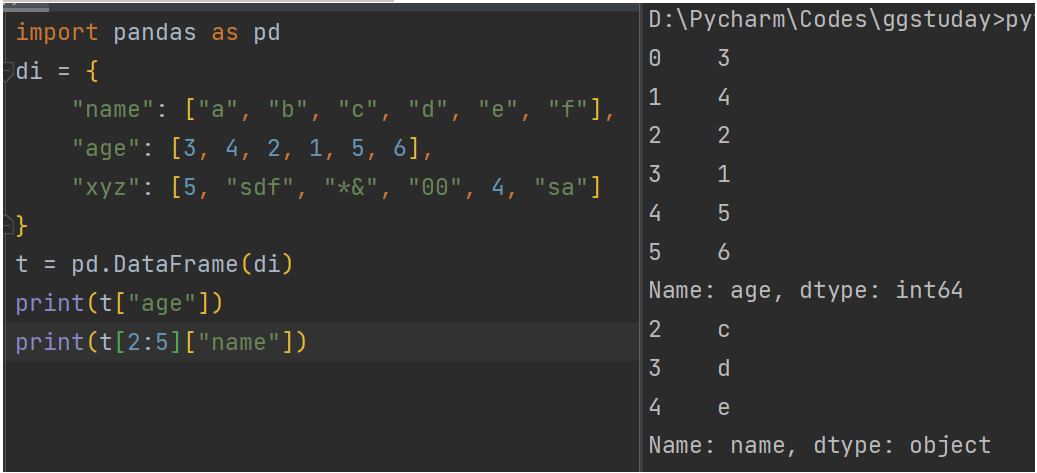 import pandas as pd
di = {
    "name": ["a", "b", "c", "d", "e", "f"],
    "age": [3, 4, 2, 1, 5, 6],
    "xyz": [5, "sdf", "*&", "00", 4, "sa"]
}
t = pd.DataFrame(di)
print(t["age"])
print(t[2:5]["name"])
D:\Pycharm\Codes\ggstuday>py
0    3
1    4
2    2
3    1
4    5
5    6
Name: age, dtype: int64
2    c
3    d
4    e
Name: name, dtype: object